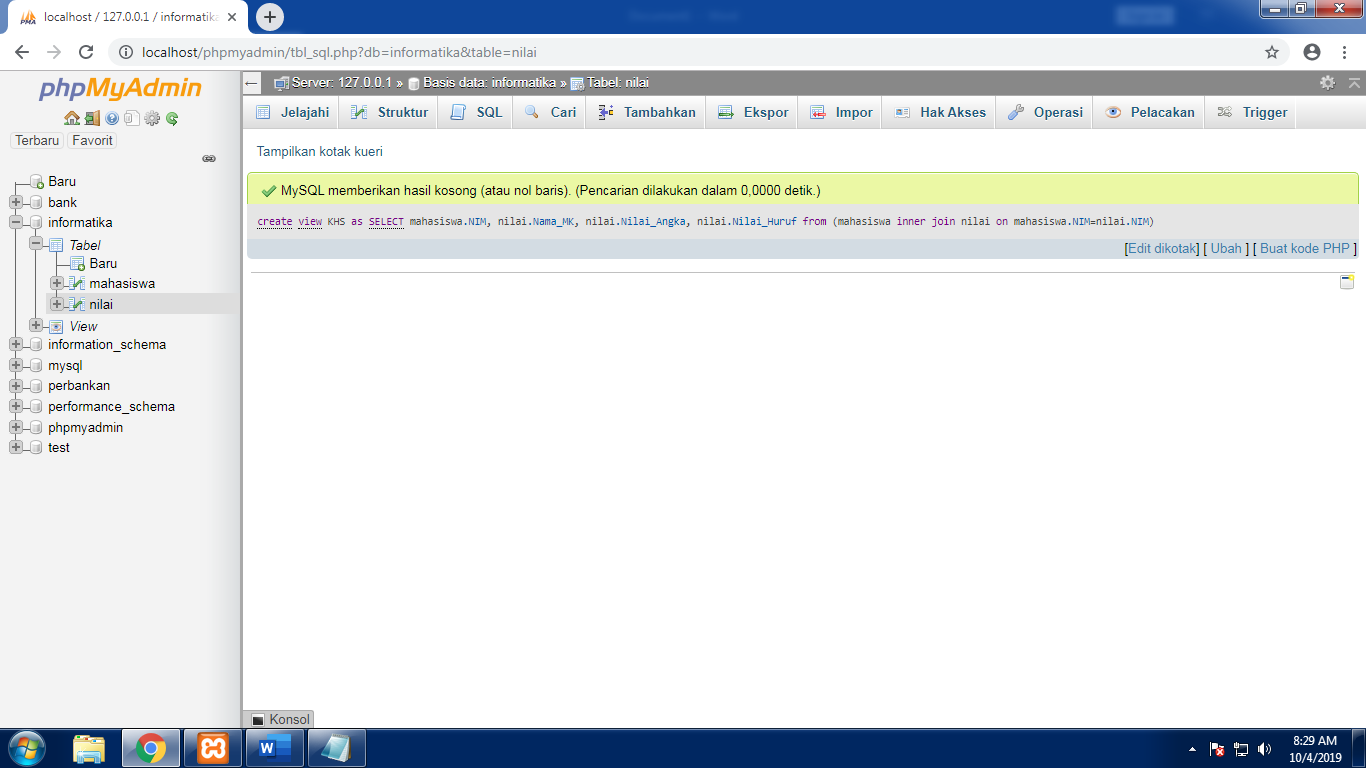 localhost / 127.0.0.1 / informatika
localhost/phpmyadmin/tbl_sql.php?db=informatika&table=nilai
phpMyAdmin
Terbaru Favorit
Baru
bank
informatika
Tabel
Baru
mahasiswa
nilai
View
information_schema
mysql
perbankan
performance_schema
phpmyadmin
test
Server: 127.0.0.1 » Basis data: informatika » Tabel: nilai
Jelajahi Struktur SQL Cari Tambahkan Ekspor Impor Hak Akses Operasi Pelacakan Trigger
Tampilkan kotak kueri
MySQL memberikan hasil kosong (atau nol baris). (Pencarian dilakukan dalam 0,0000 detik.)
create view KHS as SELECT mahasiswa.NIM, nilai.Nama_MK, nilai.Nilai_Angka, nilai.Nilai_Huruf from (mahasiswa inner join nilai on mahasiswa.NIM=nilai.NIM)
[Edit dikotak] [ Ubah ] [ Buat kode PHP ]
Konsol
8:29 AM
10/4/2019